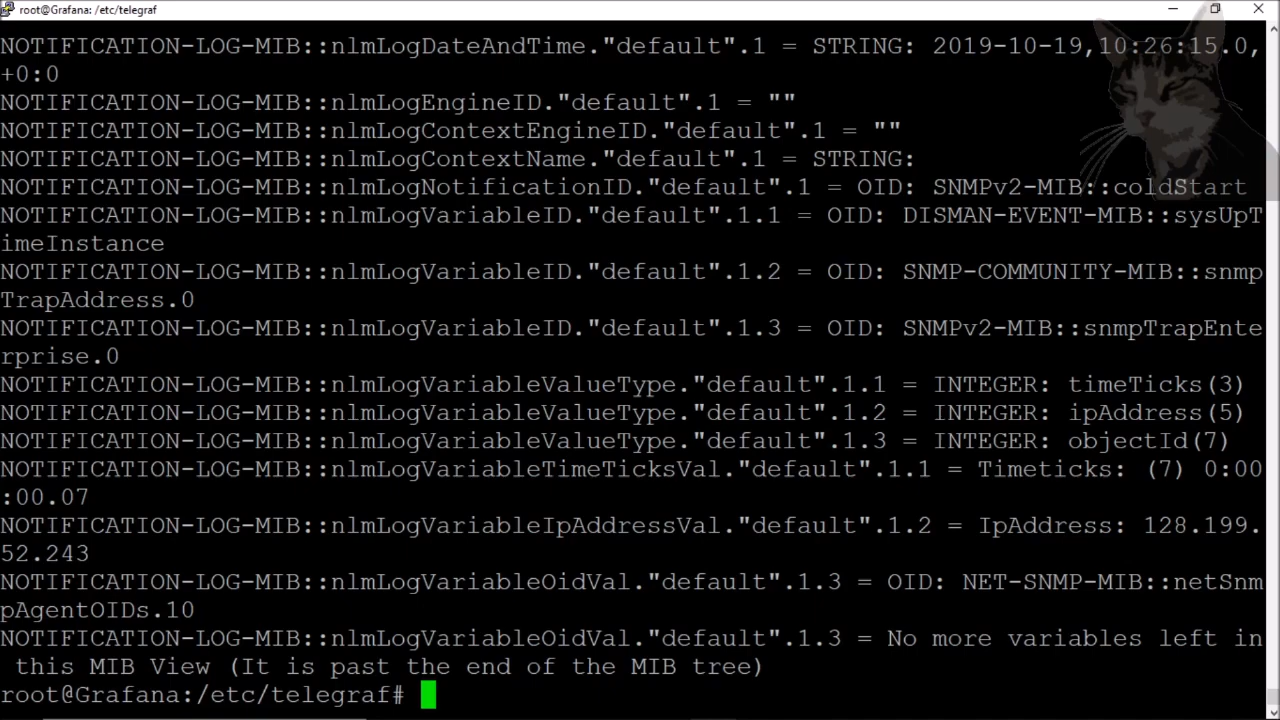 root@Grafana: /etc/telegraf
NOTIFICATION-LOG-MIB::nlmLogDateAndTime."default".1 = STRING: 2019-10-19,10:26:15.0,
+0:0
NOTIFICATION-LOG-MIB::nlmLogEngineID."default".1 = ""
NOTIFICATION-LOG-MIB::nlmLogContextEngineID."default".1 = ""
NOTIFICATION-LOG-MIB::nlmLogContextName."default".1 = STRING:
NOTIFICATION-LOG-MIB::nlmLogNotificationID."default".1 = OID: SNMPv2-MIB::coldStart
NOTIFICATION-LOG-MIB::nlmLogVariableID."default".1.1 = OID: DISMAN-EVENT-MIB::sysUpT
imeInstance
NOTIFICATION-LOG-MIB::nlmLogVariableID."default".1.2 = OID: SNMP-COMMUNITY-MIB::snmp
TrapAddress.0
NOTIFICATION-LOG-MIB::nlmLogVariableID."default".1.3 = OID: SNMPv2-MIB::snmpTrapEnte
rprise.0
NOTIFICATION-LOG-MIB::nlmLogVariableValueType."default".1.1 = INTEGER: timeTicks(3)
NOTIFICATION-LOG-MIB::nlmLogVariableValueType."default".1.2 = INTEGER: ipAddress(5)
NOTIFICATION-LOG-MIB::nlmLogVariableValueType."default".1.3 = INTEGER: objectId(7)
NOTIFICATION-LOG-MIB::nlmLogVariableTimeTicksVal."default".1.1 = Timeticks: (7) 0:00
:00.07
NOTIFICATION-LOG-MIB::nlmLogVariableIpAddressVal."default".1.2 = IpAddress: 128.199.
52.243
NOTIFICATION-LOG-MIB::nlmLogVariableOidVal."default".1.3 = OID: NET-SNMP-MIB::netSnm
pAgentOIDs.10
NOTIFICATION-LOG-MIB::nlmLogVariableOidVal."default".1.3 = No more variables left in
 this MIB View (It is past the end of the MIB tree)
root@Grafana:/etc/telegraf#